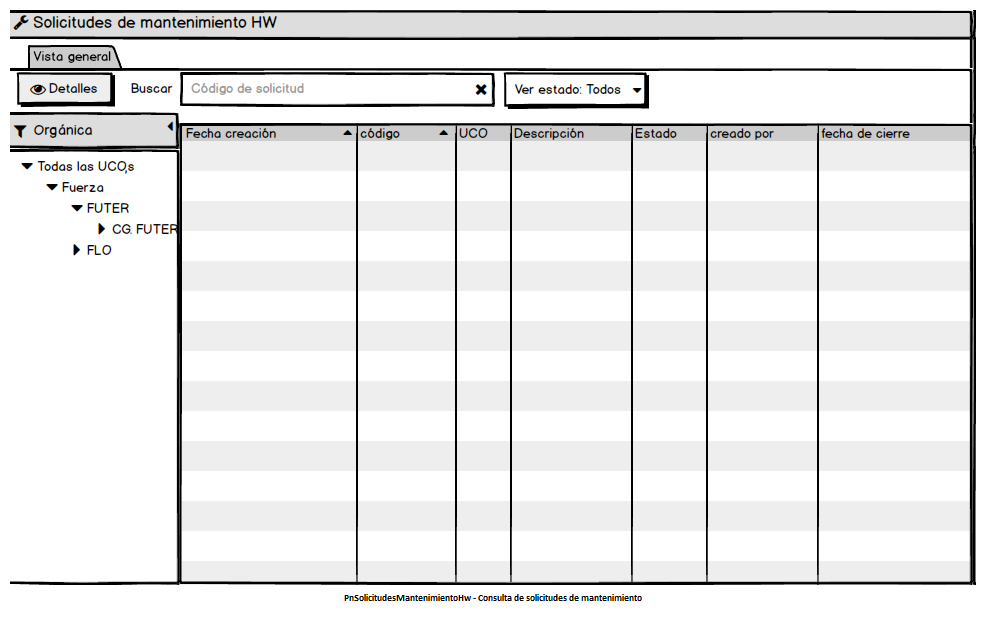 Solicitudes de mantenimiento HW
Vista general
Detalles Buscar Código de solicitud Ver estado: Todos
Orgánica
Fecha creación código UCO Descripción Estado creado por fecha de cierre
Todas las UCO,s
Fuerza
FUTER
CG. FUTER
FLO
PnSolicitudesMantenimientoHw - Consulta de solicitudes de mantenimiento